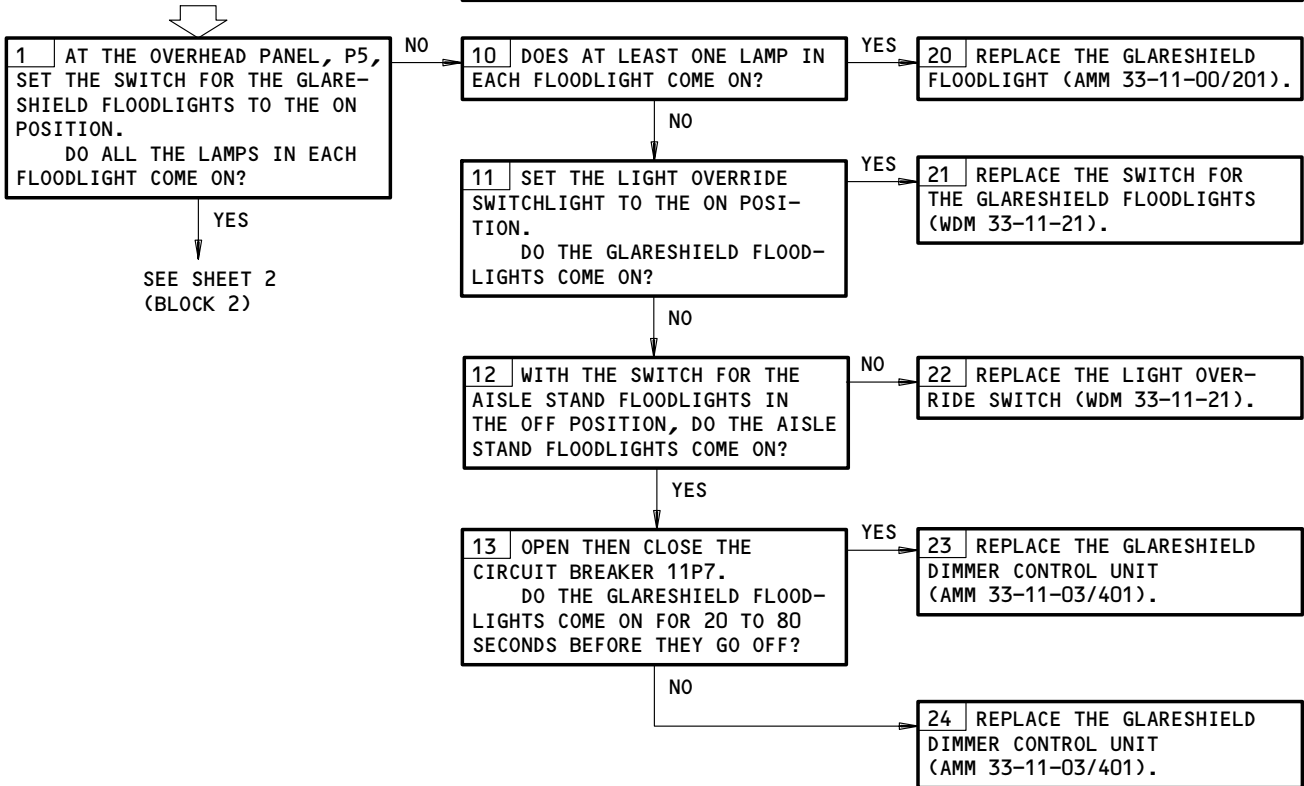 1 AT THE OVERHEAD PANEL, P5,
SET THE SWITCH FOR THE GLARE-
SHIELD FLOODLIGHTS TO THE ON
POSITION.
DO ALL THE LAMPS IN EACH
FLOODLIGHT COME ON?
NO
YES
SEE SHEET 2
(BLOCK 2)
10 DOES AT LEAST ONE LAMP IN
EACH FLOODLIGHT COME ON?
YES
20 REPLACE THE GLARESHIELD
FLOODLIGHT (AMM 33-11-00/201).
NO
11 SET THE LIGHT OVERRIDE
SWITCHLIGHT TO THE ON POSI-
TION.
DO THE GLARESHIELD FLOOD-
LIGHTS COME ON?
YES
21 REPLACE THE SWITCH FOR
THE GLARESHIELD FLOODLIGHTS
(WDM 33-11-21).
NO
12 WITH THE SWITCH FOR THE
AISLE STAND FLOODLIGHTS IN
THE OFF POSITION, DO THE AISLE
STAND FLOODLIGHTS COME ON?
NO
22 REPLACE THE LIGHT OVER-
RIDE SWITCH (WDM 33-11-21).
YES
13 OPEN THEN CLOSE THE
CIRCUIT BREAKER 11P7.
DO THE GLARESHIELD FLOOD-
LIGHTS COME ON FOR 20 TO 80
SECONDS BEFORE THEY GO OFF?
YES
23 REPLACE THE GLARESHIELD
DIMMER CONTROL UNIT
(AMM 33-11-03/401).
NO
24 REPLACE THE GLARESHIELD
DIMMER CONTROL UNIT
(AMM 33-11-03/401).